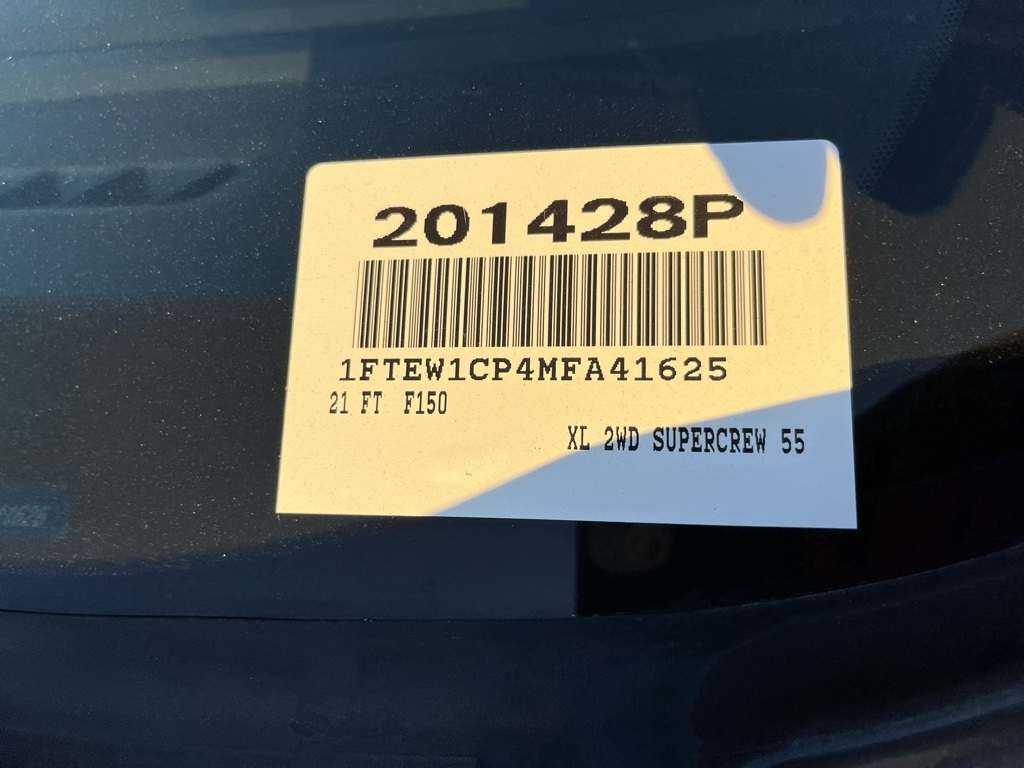 201428P
1FTEW1CP4MFA41625
21 FT F150
XL 2WD SUPERCREW 55